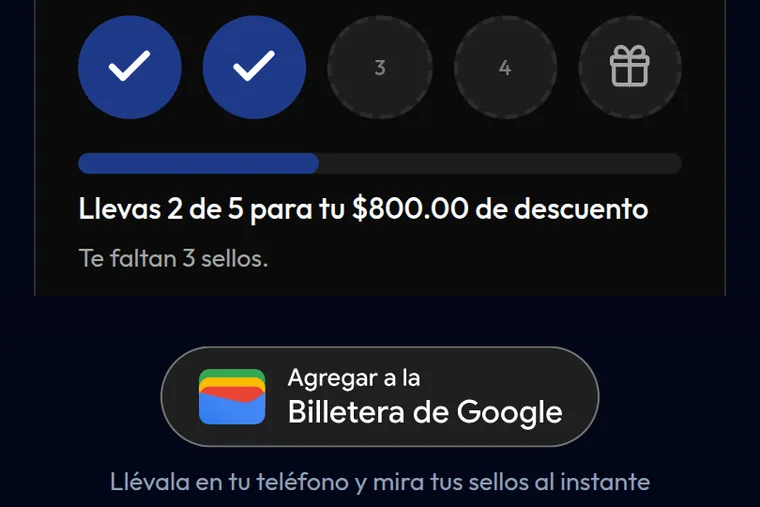 3 4
Llevas 2 de 5 para tu $800.00 de descuento
Te faltan 3 sellos.
Agregar a la
Billetera de Google
Llévala en tu teléfono y mira tus sellos al instante